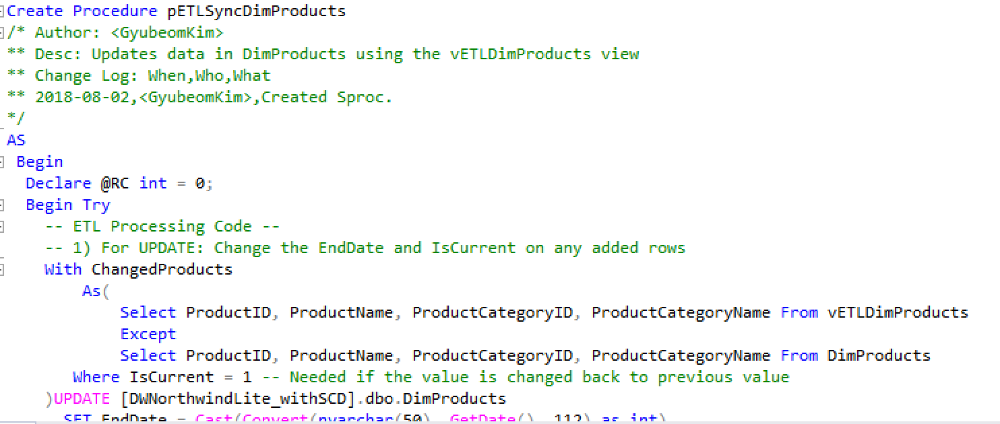 Create Procedure pETLSyncDimProducts
/* Author: <GyubeomKim>
** Desc: Updates data in DimProducts using the vETLDimProducts view
** Change Log: When,Who,What
** 2018-08-02,<GyubeomKim>,Created Sproc.
*/
AS
Begin
Declare @RC int = 0;
Begin Try
-- ETL Processing Code --
-- 1) For UPDATE: Change the EndDate and IsCurrent on any added rows
With ChangedProducts
As(
Select ProductID, ProductName, ProductCategoryID, ProductCategoryName From vETLDimProducts
Except
Select ProductID, ProductName, ProductCategoryID, ProductCategoryName From DimProducts
Where IsCurrent = 1 -- Needed if the value is changed back to previous value
)UPDATE [DWNorthwindLite_withSCD].dbo.DimProducts
SET EndDate = Cast(Convert(nvarchar(50), GetDate(), 112) as int)